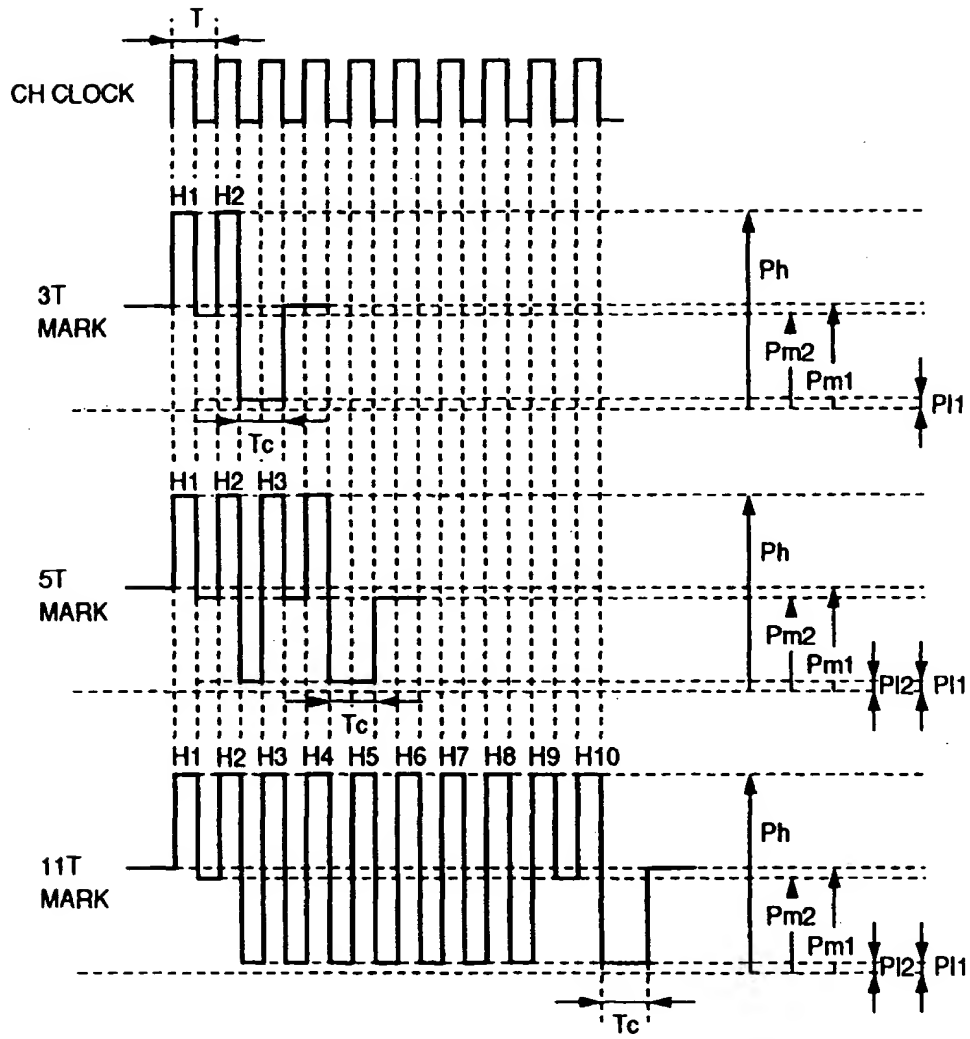 T
CH CLOCK
H1 H2
Ph
3T
MARK
Pm2
Pm1
Pl1
Tc
H1 H2 H3
Ph
5T
MARK
Pm2
Pm1
Pl2 Pl1
Tc
H1 H2 H3 H4 H5 H6 H7 H8 H9 H10
Ph
11T
MARK
Pm2
Pm1
Pl2 Pl1
Tc